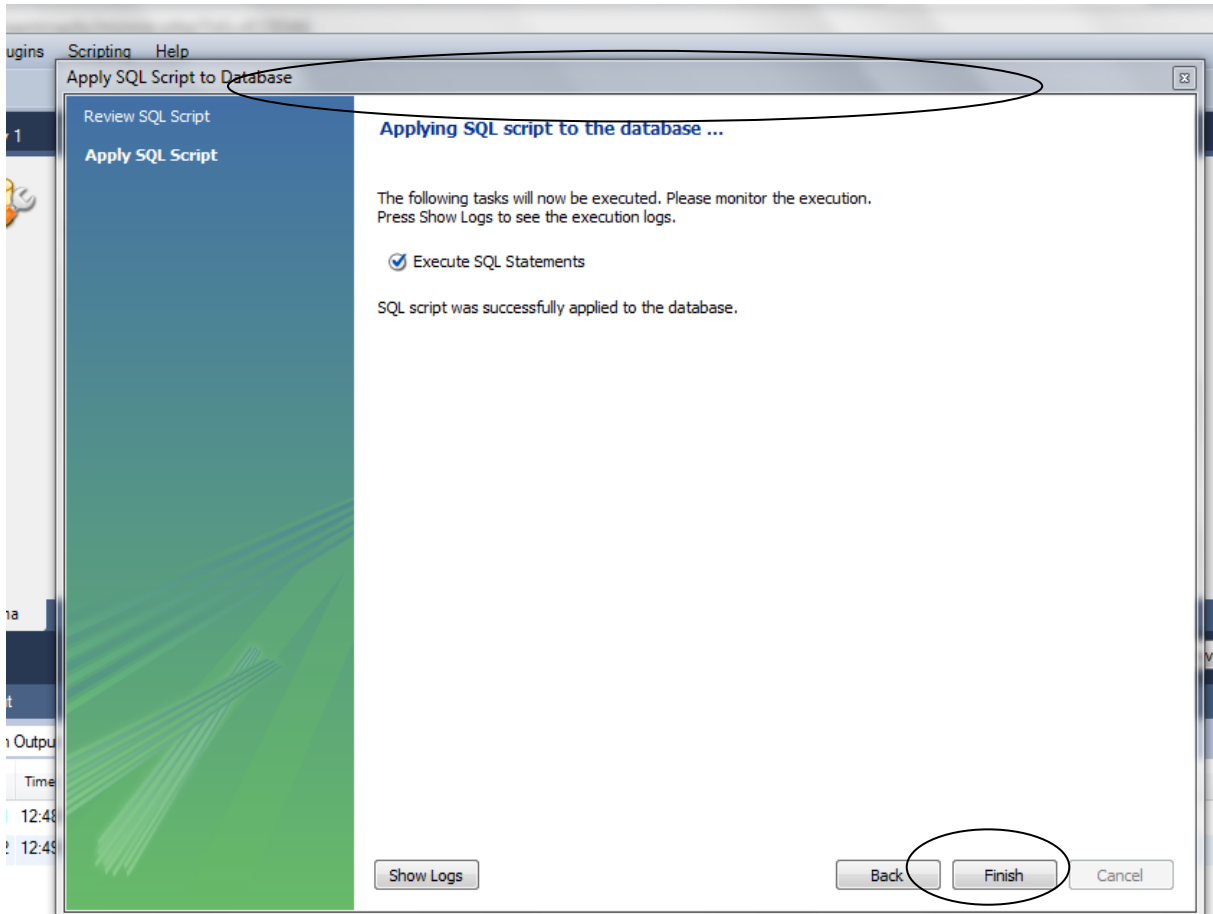 ugins Scripting Help
Apply SQL Script to Database
Review SQL Script
Apply SQL Script
Applying SQL script to the database ...
The following tasks will now be executed. Please monitor the execution.
Press Show Logs to see the execution logs.
Execute SQL Statements
SQL script was successfully applied to the database.
1
na
t
n Outpu
Time
12:48
2 12:49
Show Logs Back Finish Cancel